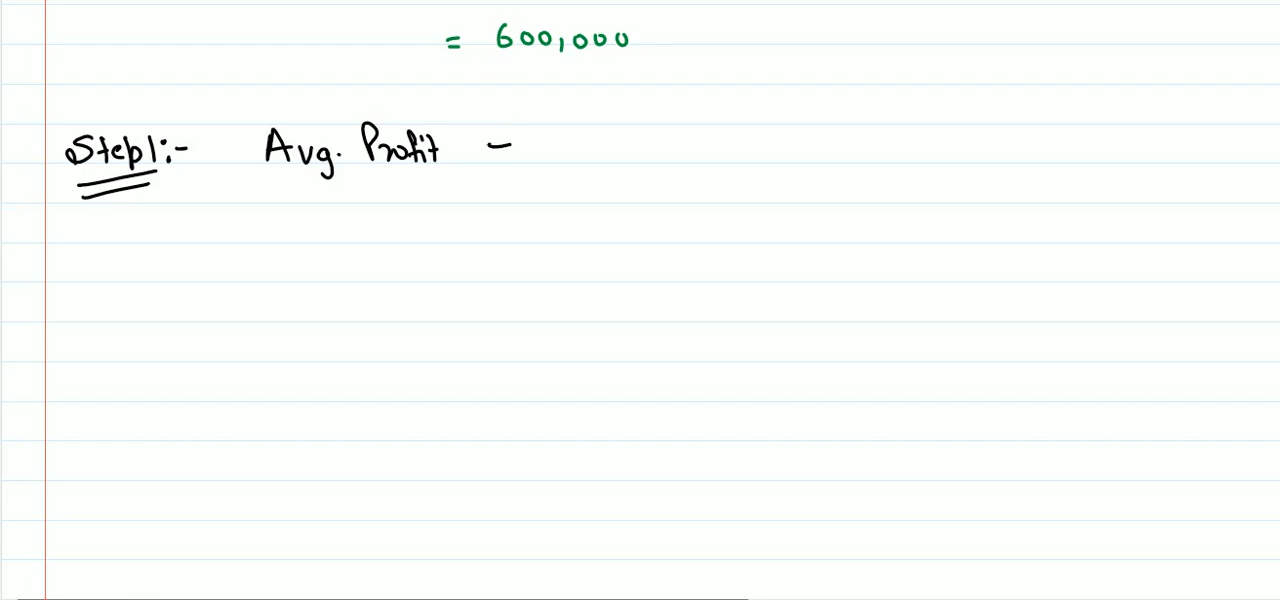 = 600,000
Step1:- Avg. Profit -